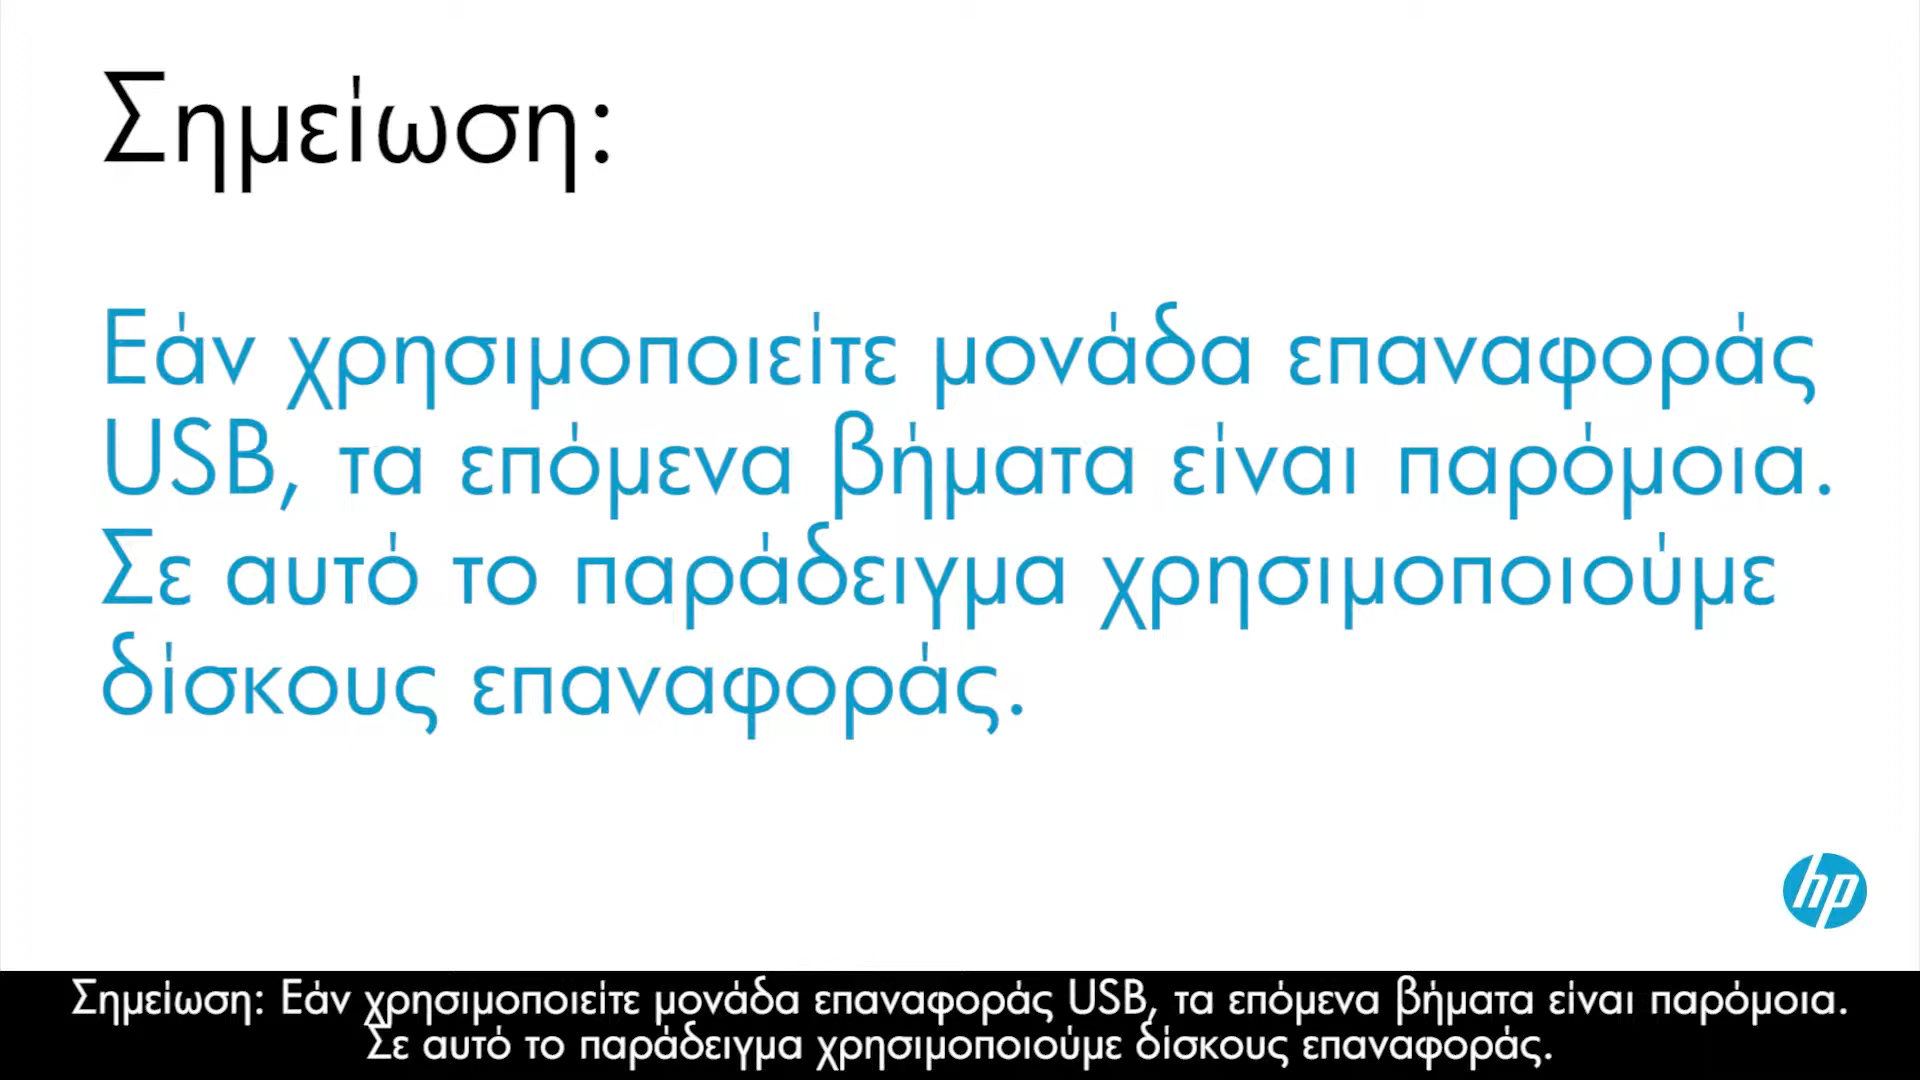 Σημείωση:
Εάν χρησιμοποιείτε μονάδα επαναφοράς
USB, τα επόμενα βήματα είναι παρόμοια.
Σε αυτό το παράδειγμα χρησιμοποιούμε
δίσκους επαναφοράς.
hp
Σημείωση: Εάν χρησιμοποιείτε μονάδα επαναφοράς USB, τα επόμενα βήματα είναι παρόμοια.
Σε αυτό το παράδειγμα χρησιμοποιούμε δίσκους επαναφοράς.